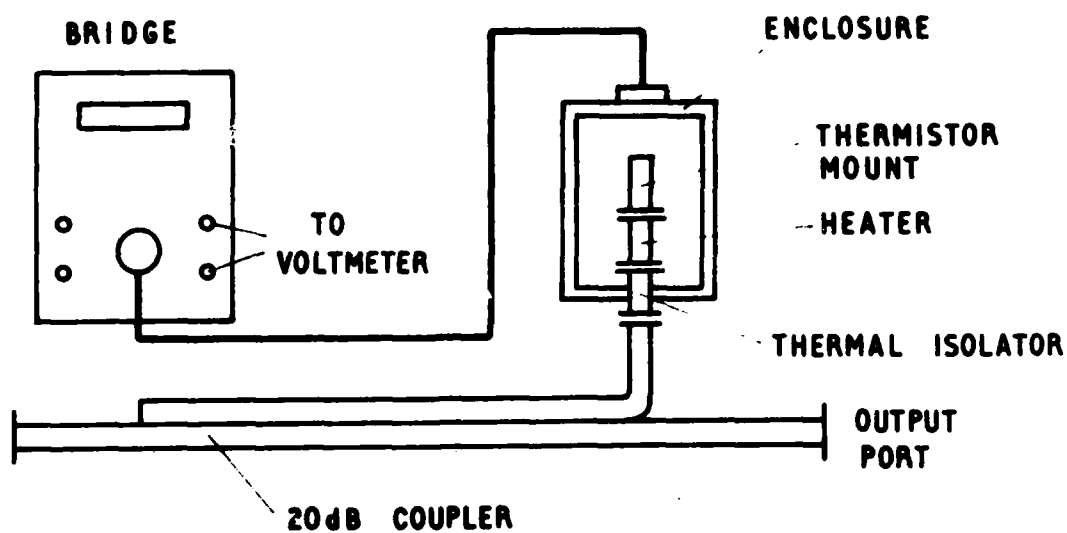 BRIDGE
ENCLOSURE
THERMISTOR
MOUNT
HEATER
TO
VOLTMETER
THERMAL ISOLATOR
OUTPUT
PORT
20dB COUPLER